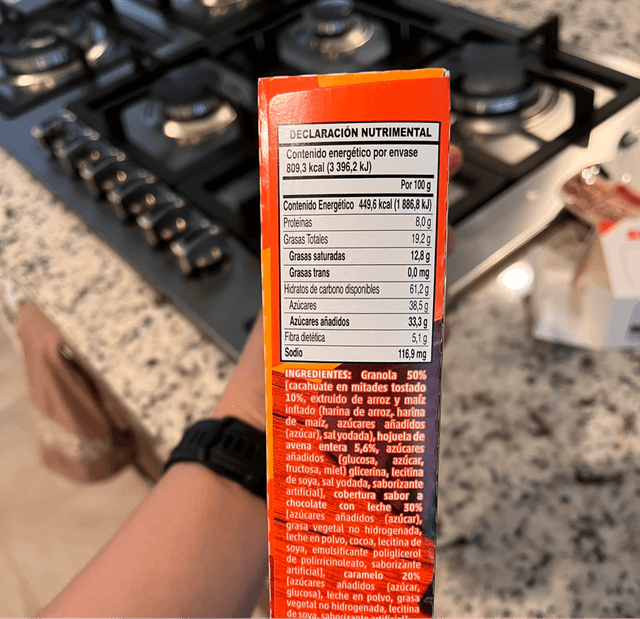 DECLARACIÓN NUTRIMENTAL
Contenido energético por envase
809,3 kcal (3 396,2 kJ)
Por 100 g
Contenido Energético 449,6 kcal (1 886,8 kJ)
Proteínas 8,0 g
Grasas Totales 19,2 g
Grasas saturadas 12,8 g
Grasas trans 0,0 mg
Hidratos de carbono disponibles 61,2 g
Azúcares 38,5 g
Azúcares añadidos 33,3 g
Fibra dietética 5,1 g
Sodio 116,9 mg
INGREDIENTES: Granola 50%
[cacahuate en mitades tostado
10%, extruido de arroz y maíz
inflado (harina de arroz, harina
de maíz, azúcares añadidos
(azúcar), sal yodada), hojuela de
avena entera 5,6%, azúcares
añadidos (glucosa, azúcar,
fructosa, miel) glicerina, lecitina
de soya, sal yodada, saborizante
artificial], cobertura sabor a
chocolate con leche 30%
[azúcares añadidos (azúcar),
grasa vegetal no hidrogenada,
leche en polvo, cocoa, lecitina de
soya, emulsificante poliglicerol
de polirricinoleato, saborizante
artificial], caramelo 20%
[azúcares añadidos (azúcar,
glucosa), leche en polvo, grasa
vegetal no hidrogenada, lecitina
de soya, saborizante artificial]